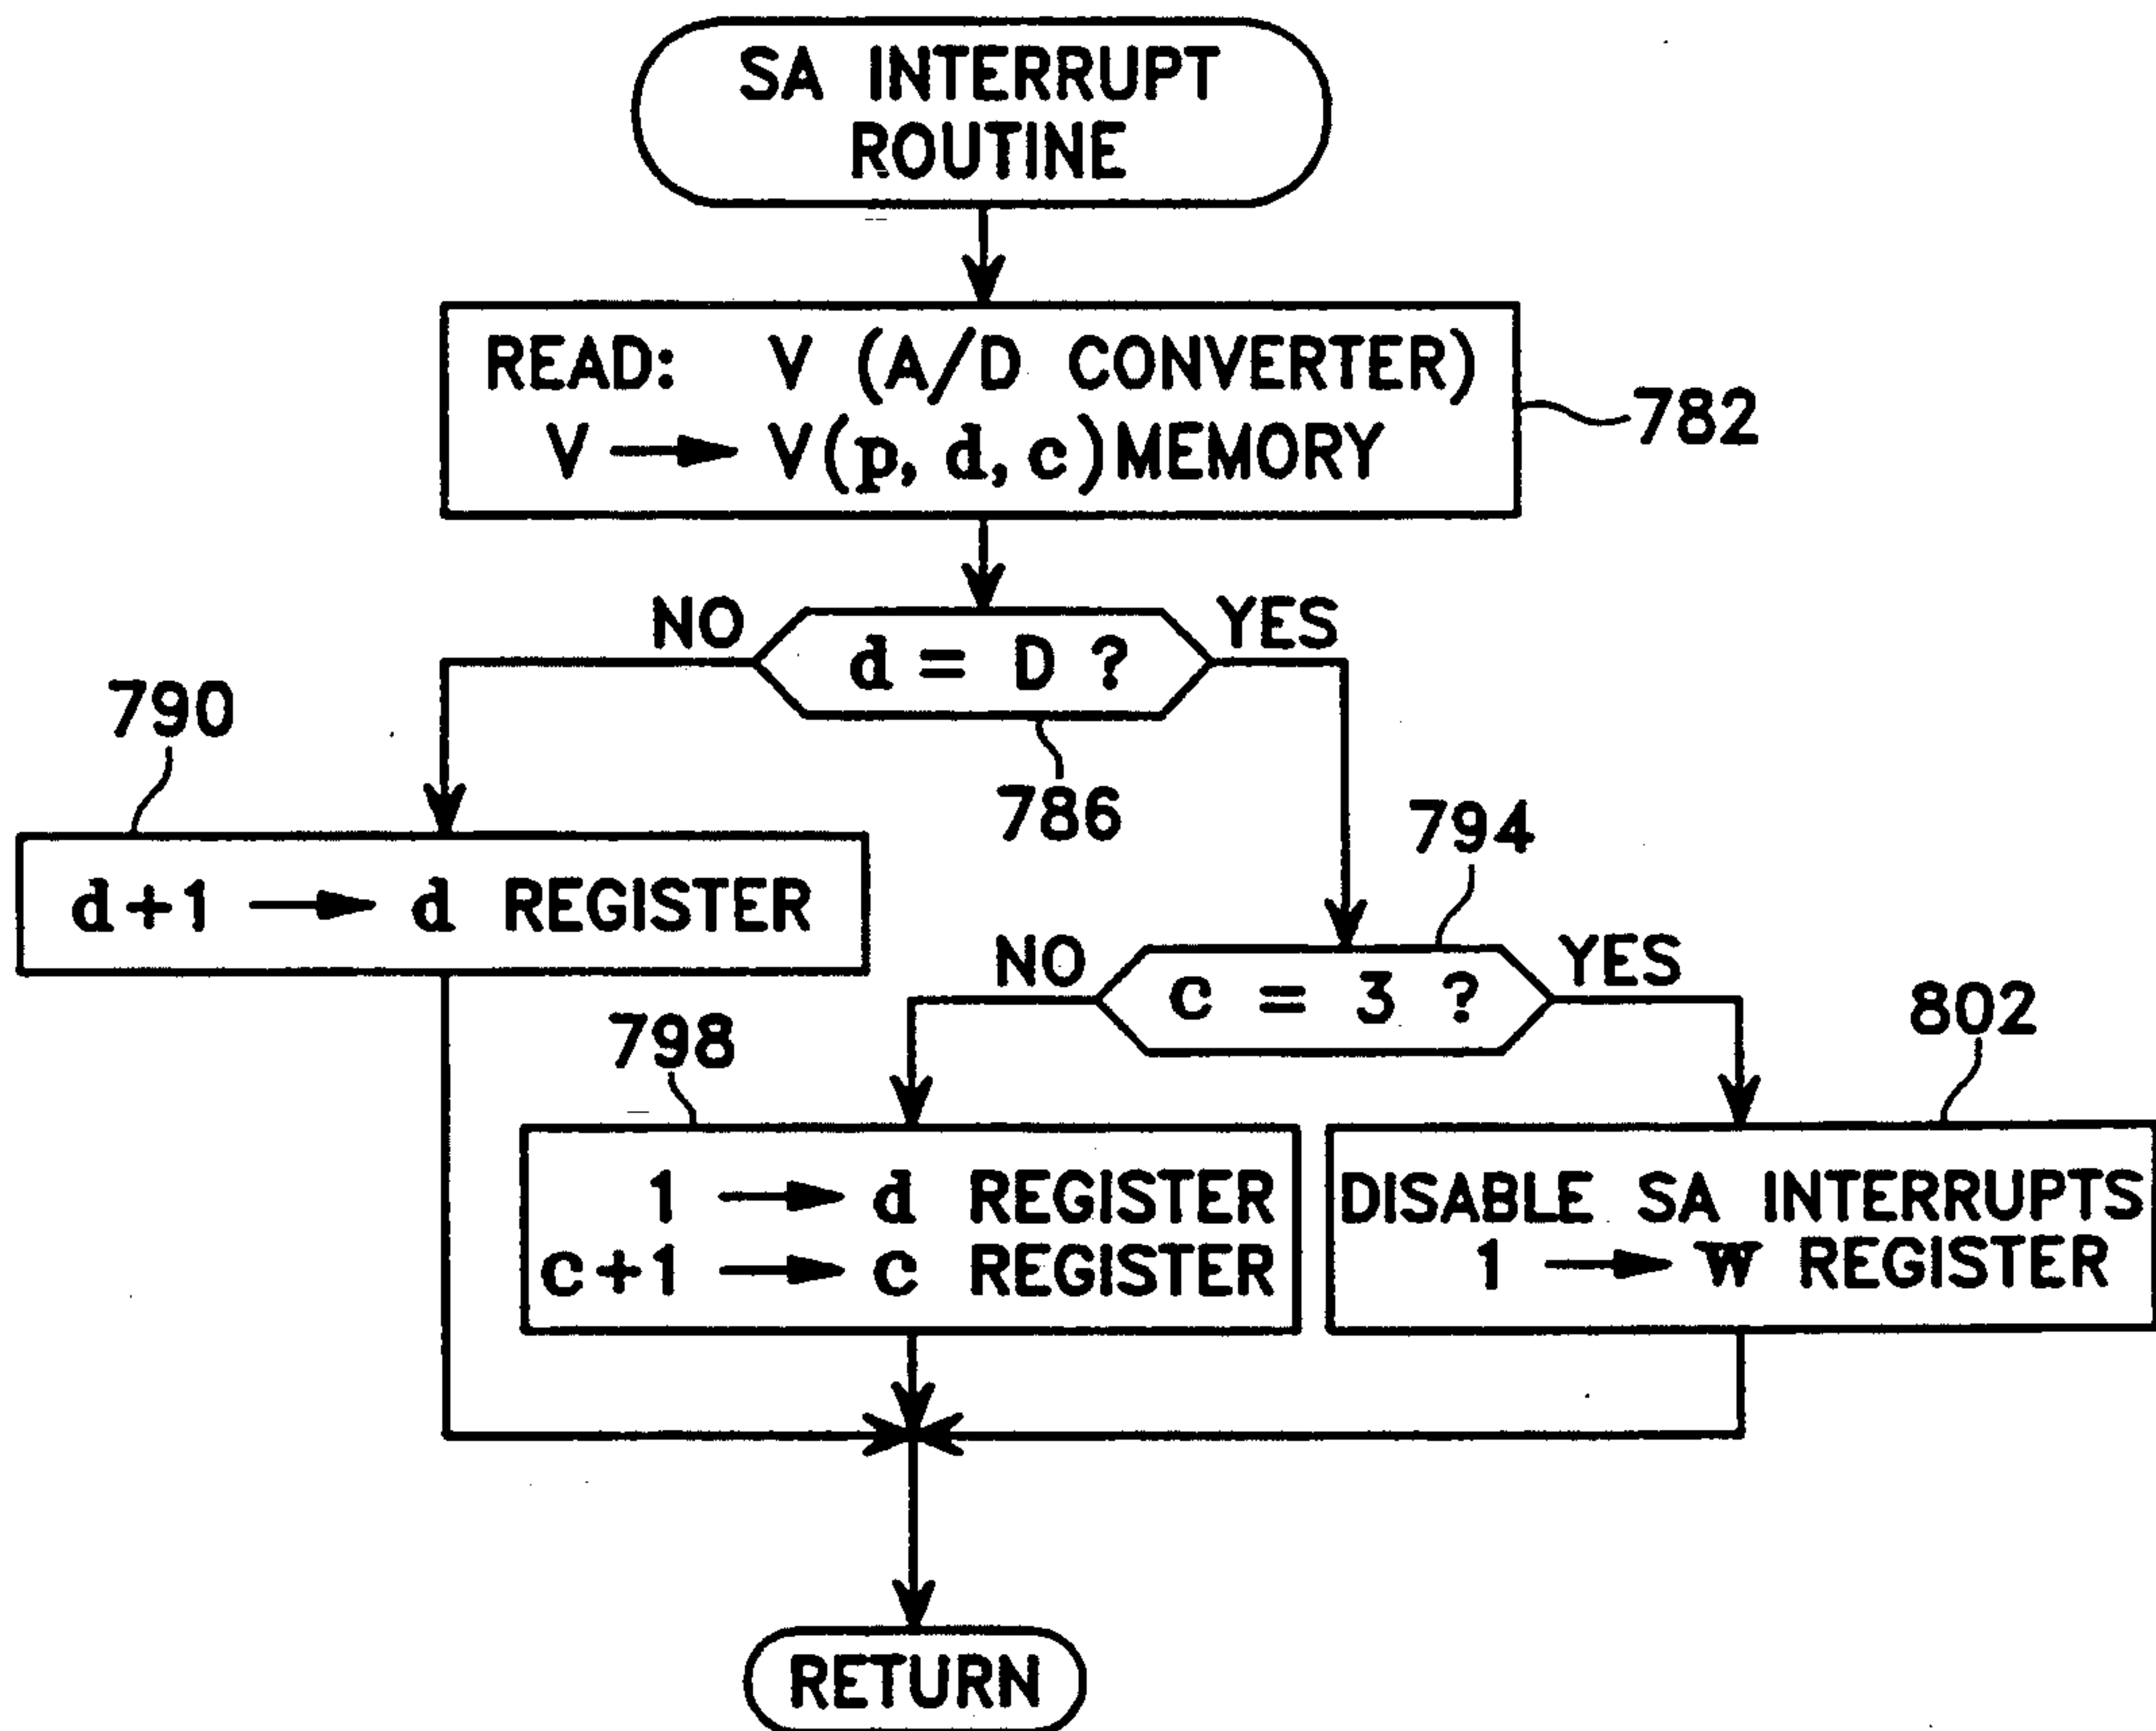 SA INTERRUPT
ROUTINE
READ: V (A/D CONVERTER)
V → V(p, d, c) MEMORY
782
NO
YES
d = D ?
786
790
d+1 → d REGISTER
794
NO
YES
C = 3 ?
798
802
1 → d REGISTER
c+1 → c REGISTER
DISABLE SA INTERRUPTS
1 → W REGISTER
RETURN